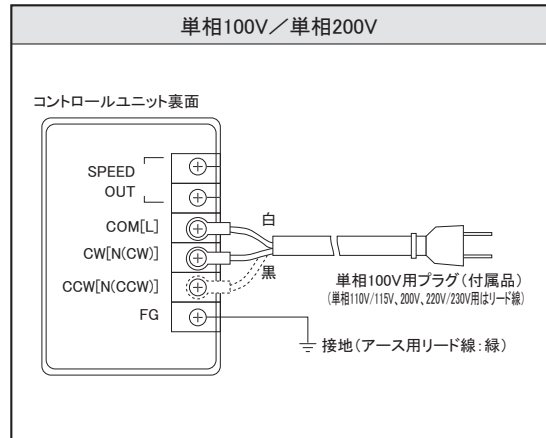 単相100V／単相200V
コントロールユニット裏面
SPEED
OUT
COM[L]
CW[N(CW)]
CCW[N(CCW)]
FG
白
黒
単相100V用プラグ（付属品）
（単相110V/115V、200V、220V/230V用はリード線）
接地（アース用リード線：緑）